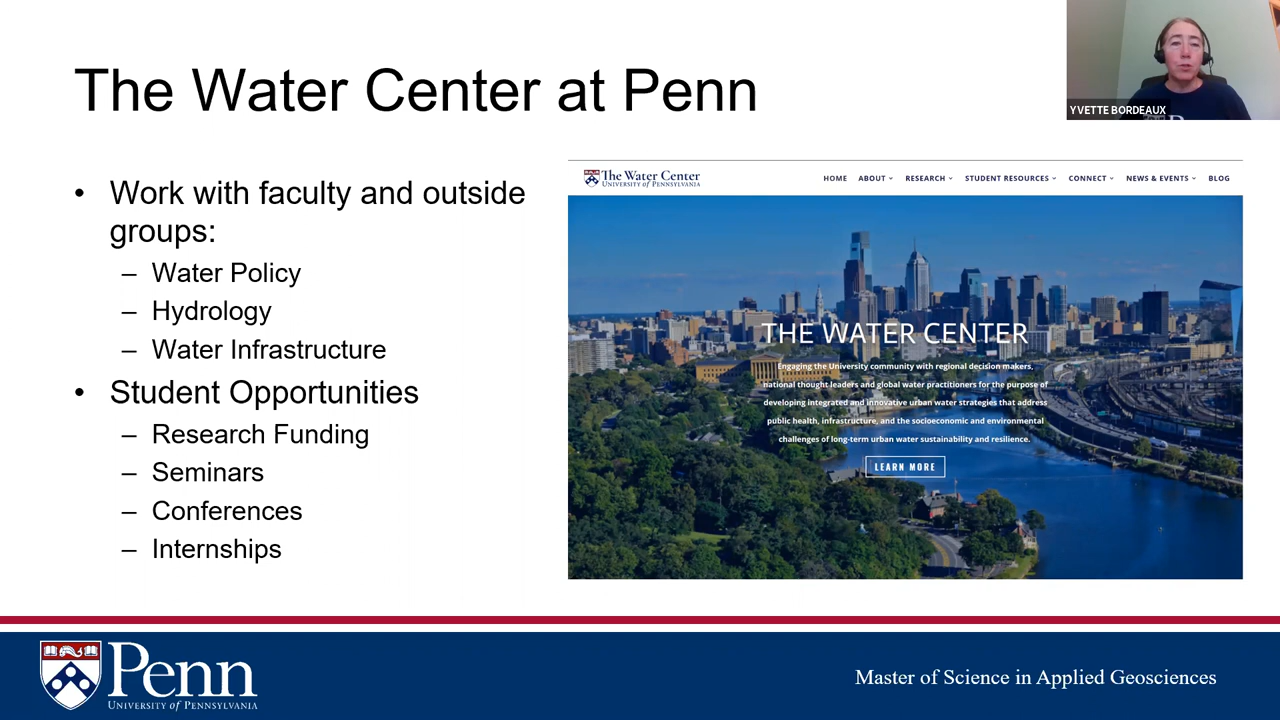 The Water Center at Penn
YVETTE BORDEAUX
• Work with faculty and outside
groups:
– Water Policy
– Hydrology
– Water Infrastructure
• Student Opportunities
– Research Funding
– Seminars
– Conferences
– Internships
The Water Center
UNIVERSITY of PENNSYLVANIA
HOME ABOUT RESEARCH STUDENT RESOURCES CONNECT NEWS & EVENTS BLOG
THE WATER CENTER
Engaging the University community with regional decision makers,
national thought leaders and global water practitioners for the purpose of
developing integrated and innovative urban water strategies that address
public health, infrastructure, and the socioeconomic and environmental
challenges of long-term urban water sustainability and resilience.
LEARN MORE
Penn
UNIVERSITY of PENNSYLVANIA
Master of Science in Applied Geosciences